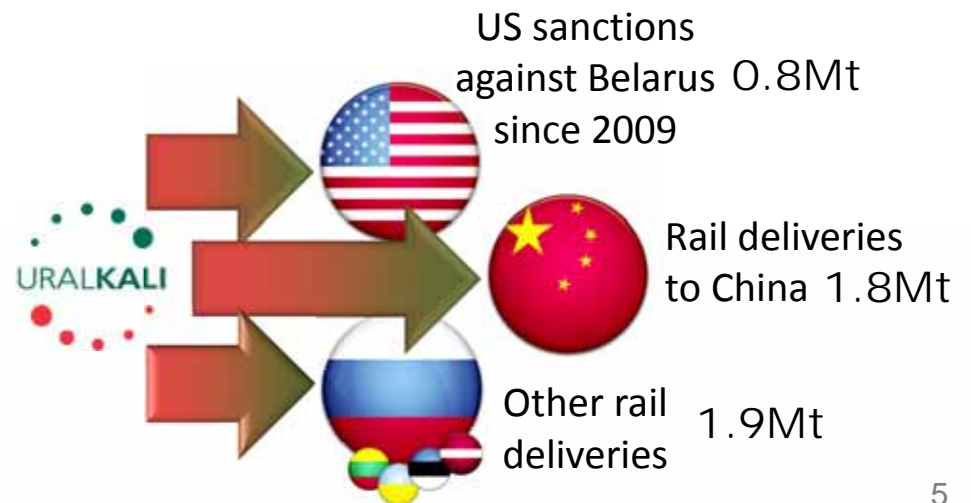 US sanctions
against Belarus 0.8Mt
since 2009
URALKALI
Rail deliveries
to China 1.8Mt
Other rail
deliveries 1.9Mt
5